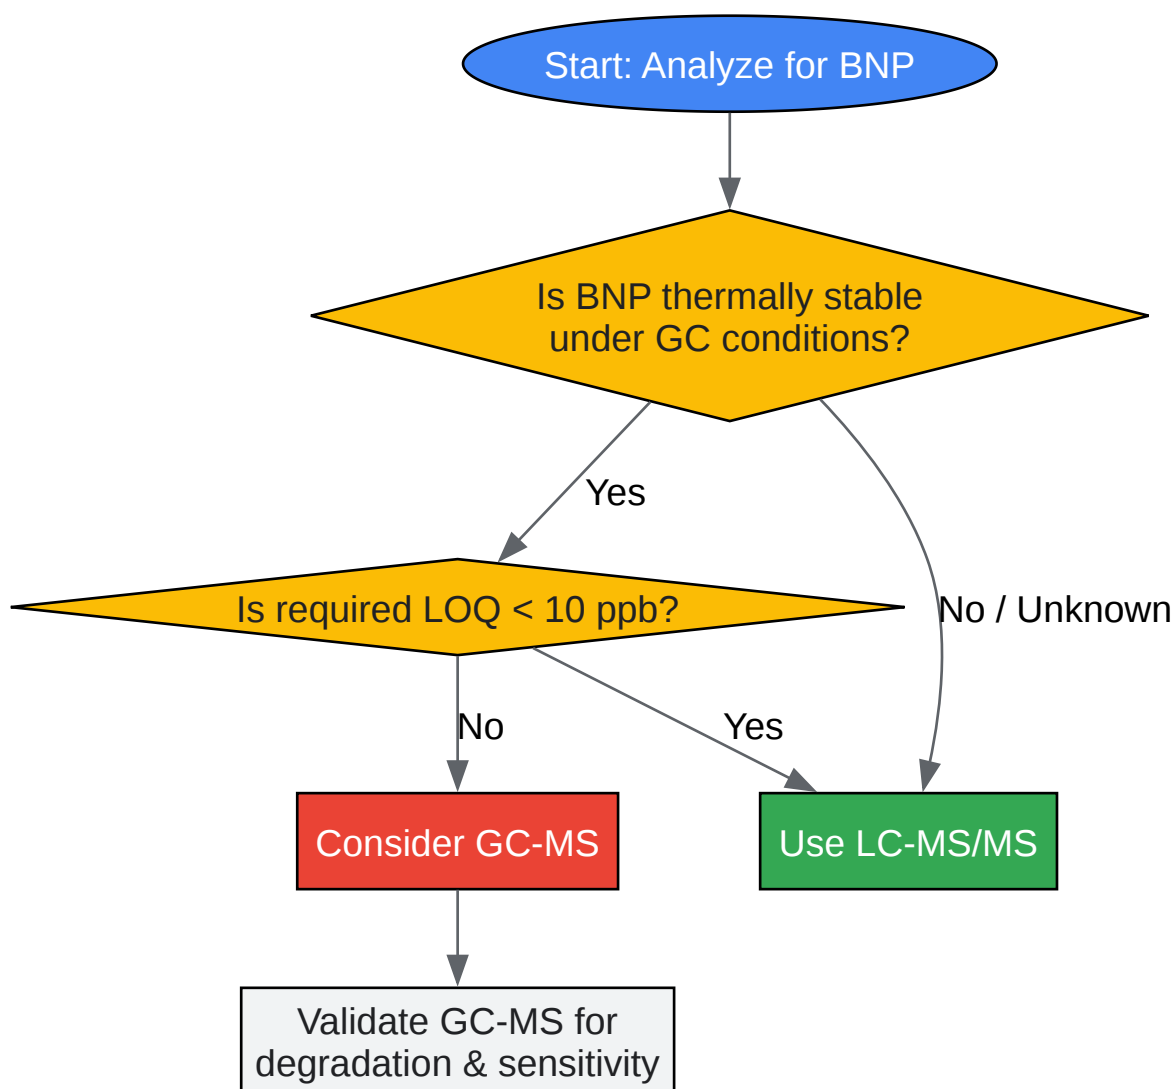 Start: Analyze for BNP
Is BNP thermally stable
under GC conditions?
Yes
Is required LOQ < 10 ppb?
No / Unknown
No
Yes
Consider GC-MS
Use LC-MS/MS
Validate GC-MS for
degradation & sensitivity